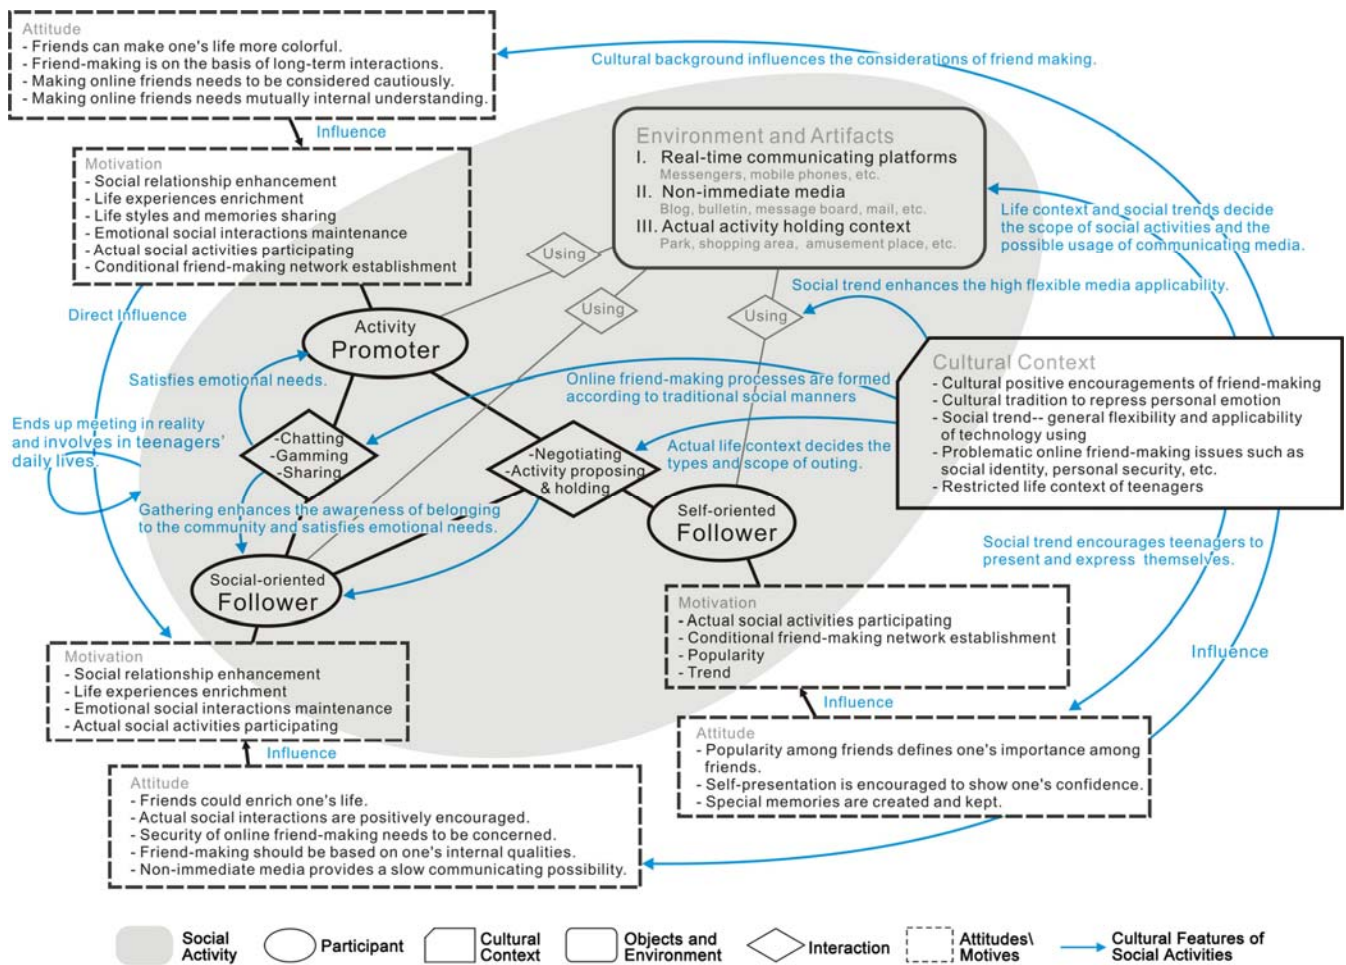 Attitude
- Friends can make one's life more colorful.
- Friend-making is on the basis of long-term interactions.
- Making online friends needs to be considered cautiously.
- Making online friends needs mutually internal understanding.
Cultural background influences the considerations of friend making.
Influence
Motivation
- Social relationship enhancement
- Life experiences enrichment
- Life styles and memories sharing
- Emotional social interactions maintenance
- Actual social activities participating
- Conditional friend-making network establishment
Environment and Artifacts
I. Real-time communicating platforms
Messengers, mobile phones, etc.
II. Non-immediate media
Blog, bulletin, message board, mail, etc.
III. Actual activity holding context
Park, shopping area, amusement place, etc.
Life context and social trends decide
the scope of social activities and the
possible usage of communicating media.
Using
Using
Using
Social trend enhances the high flexible media applicability.
Direct Influence
Activity
Promoter
Satisfies emotional needs.
Online friend-making processes are formed
according to traditional social manners
Cultural Context
- Cultural positive encouragements of friend-making
- Cultural tradition to repress personal emotion
- Social trend-- general flexibility and applicability
of technology using
- Problematic online friend-making issues such as
social identity, personal security, etc.
- Restricted life context of teenagers
Ends up meeting in reality
and involves in teenagers'
daily lives.
-Chatting
-Gamming
-Sharing
-Negotiating
-Activity proposing
& holding
Actual life context decides the
types and scope of outing.
Gathering enhances the awareness of belonging
to the community and satisfies emotional needs.
Self-oriented
Follower
Social trend encourages teenagers to
present and express themselves.
Social-oriented
Follower
Motivation
- Actual social activities participating
- Conditional friend-making network establishment
- Popularity
- Trend
Influence
Motivation
- Social relationship enhancement
- Life experiences enrichment
- Emotional social interactions maintenance
- Actual social activities participating
Influence
Influence
Attitude
- Popularity among friends defines one's importance among
friends.
- Self-presentation is encouraged to show one's confidence.
- Special memories are created and kept.
Attitude
- Friends could enrich one's life.
- Actual social interactions are positively encouraged.
- Security of online friend-making needs to be concerned.
- Friend-making should be based on one's internal qualities.
- Non-immediate media provides a slow communicating possibility.
Social
Activity
Participant
Cultural
Context
Objects and
Environment
Interaction
Attitudes\
Motives
Cultural Features of
Social Activities